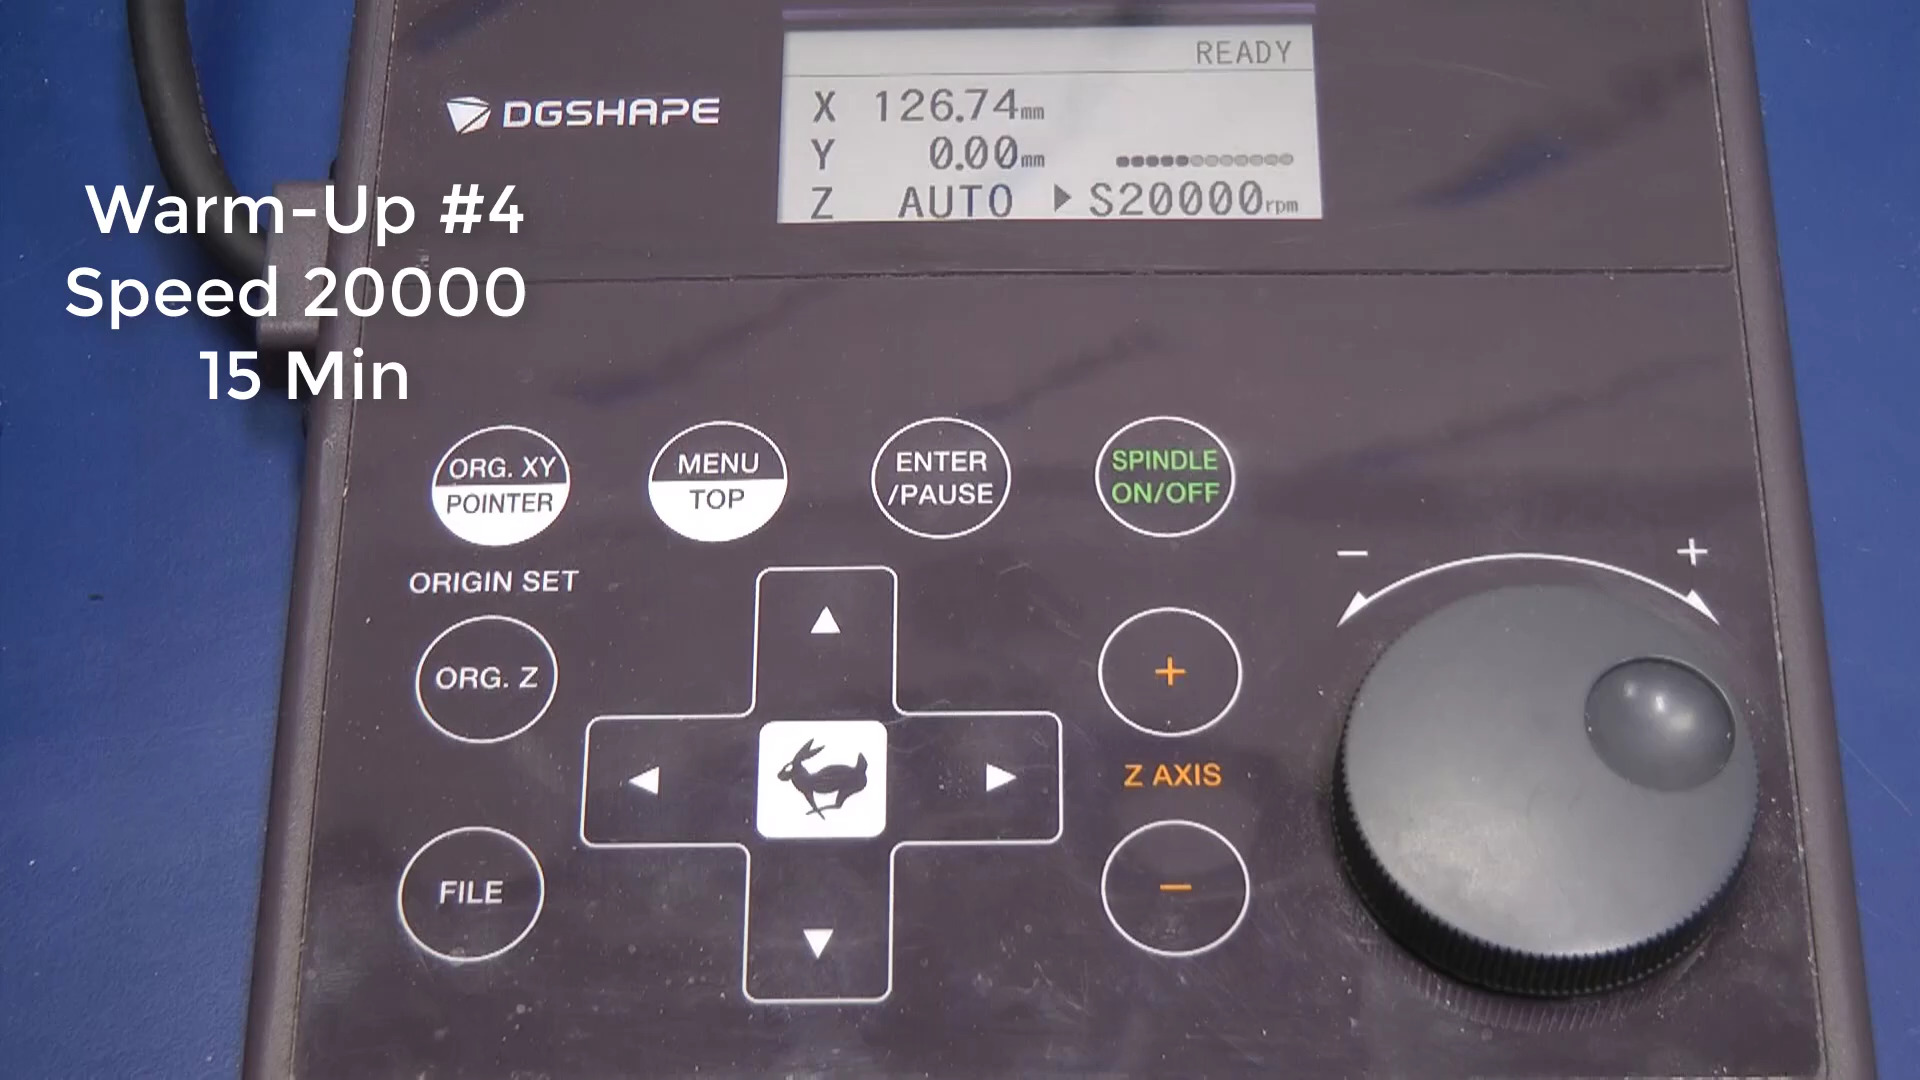 READY
DGSHAPE
X 126.74mm
Y 0.00mm
Z AUTO ▶ S20000rpm
Warm-Up #4
Speed 20000
15 Min
ORG. XY
POINTER
MENU
TOP
ENTER
/PAUSE
SPINDLE
ON/OFF
ORIGIN SET
− +
ORG. Z
+
Z AXIS
FILE
−